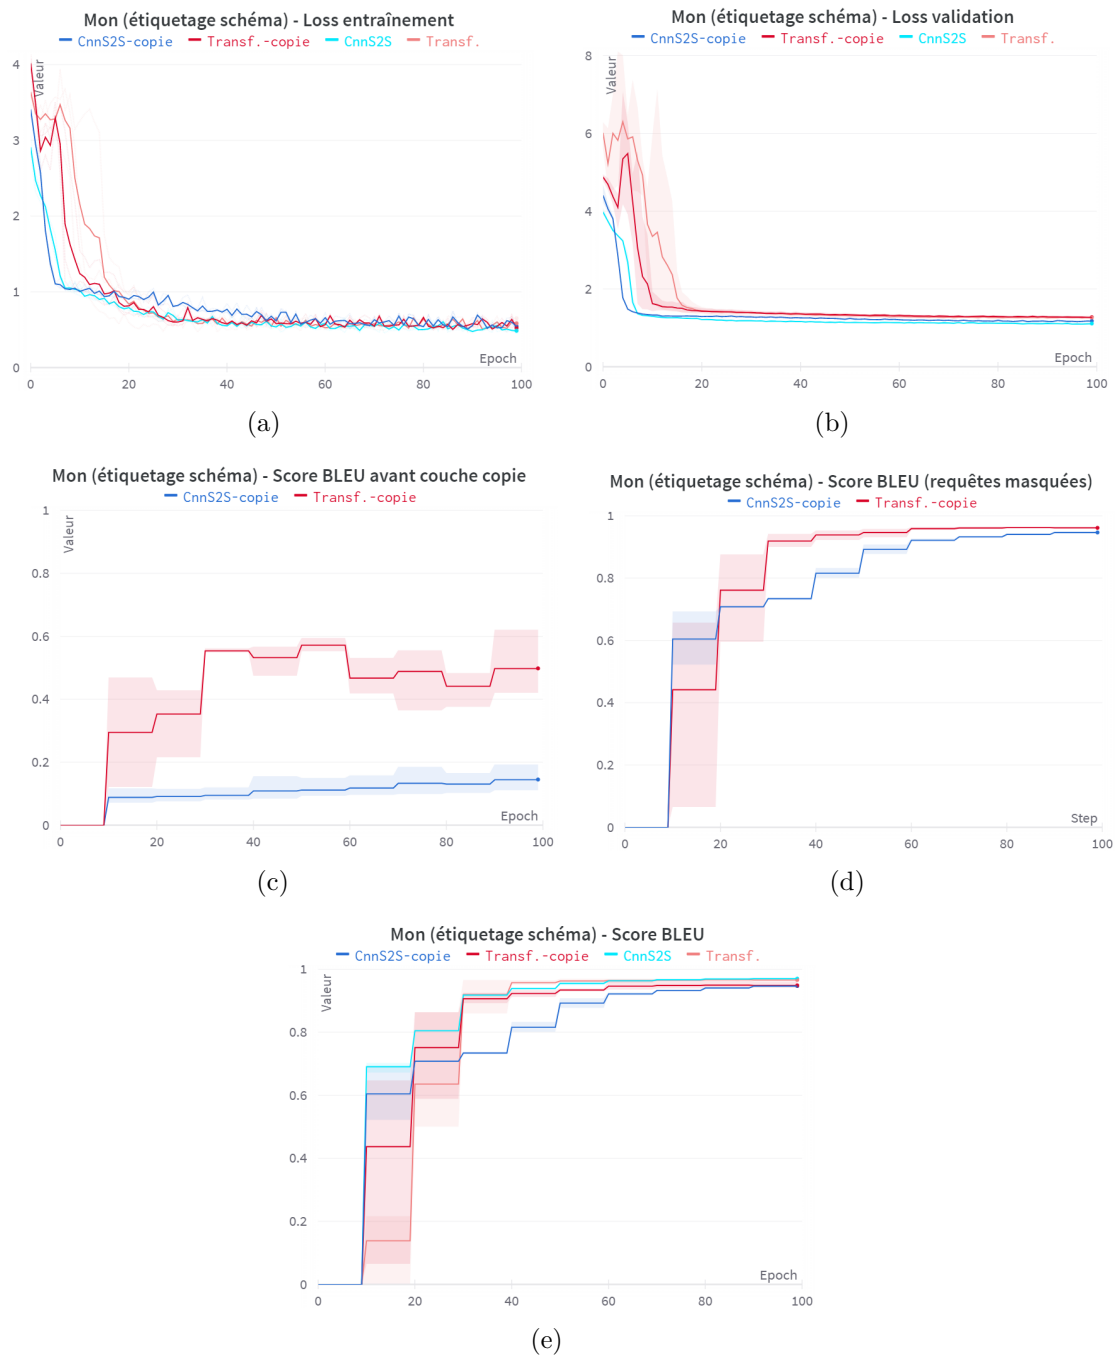 Mon (étiquetage schéma) - Loss entraînement
CnnS2S-copie Transf.-copie CnnS2S Transf.
Valeur
4
3
2
1
0
0 20 40 60 80 100
Epoch
(a)
Mon (étiquetage schéma) - Loss validation
CnnS2S-copie Transf.-copie CnnS2S Transf.
Valeur
8
6
4
2
0
0 20 40 60 80 100
Epoch
(b)
Mon (étiquetage schéma) - Score BLEU avant couche copie
CnnS2S-copie Transf.-copie
Valeur
1
0.8
0.6
0.4
0.2
0
0 20 40 60 80 100
Epoch
(c)
Mon (étiquetage schéma) - Score BLEU (requêtes masquées)
CnnS2S-copie Transf.-copie
1
0.8
0.6
0.4
0.2
0
0 20 40 60 80 100
Step
(d)
Mon (étiquetage schéma) - Score BLEU
CnnS2S-copie Transf.-copie CnnS2S Transf.
Valeur
1
0.8
0.6
0.4
0.2
0
0 20 40 60 80 100
Epoch
(e)